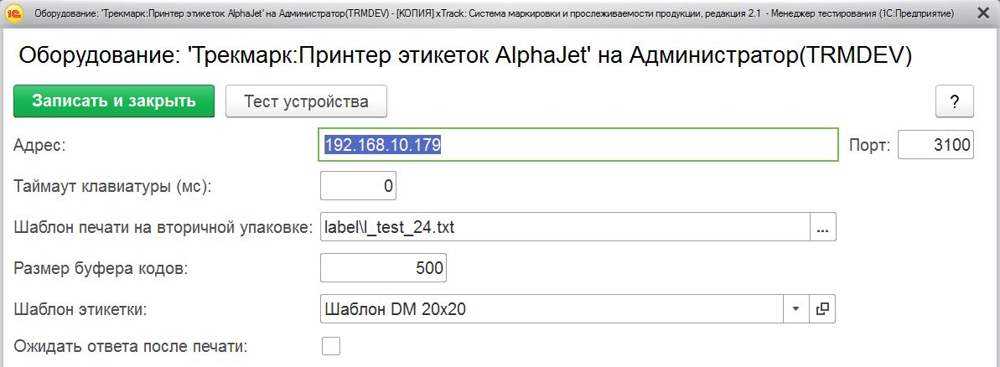 1С Оборудование: 'Трекмарк:Принтер этикеток AlphaJet' на Администратор(TRMDEV) - [КОПИЯ] xTrack: Система маркировки и прослеживаемости продукции, редакция 2.1 - Менеджер тестирования (1С:Предприятие)
Оборудование: 'Трекмарк:Принтер этикеток AlphaJet' на Администратор(TRMDEV)
Записать и закрыть Тест устройства ?
Адрес: 192.168.10.179 Порт: 3100
Таймаут клавиатуры (мс): 0
Шаблон печати на вторичной упаковке: label\l_test_24.txt ...
Размер буфера кодов: 500
Шаблон этикетки: Шаблон DM 20x20
Ожидать ответа после печати: